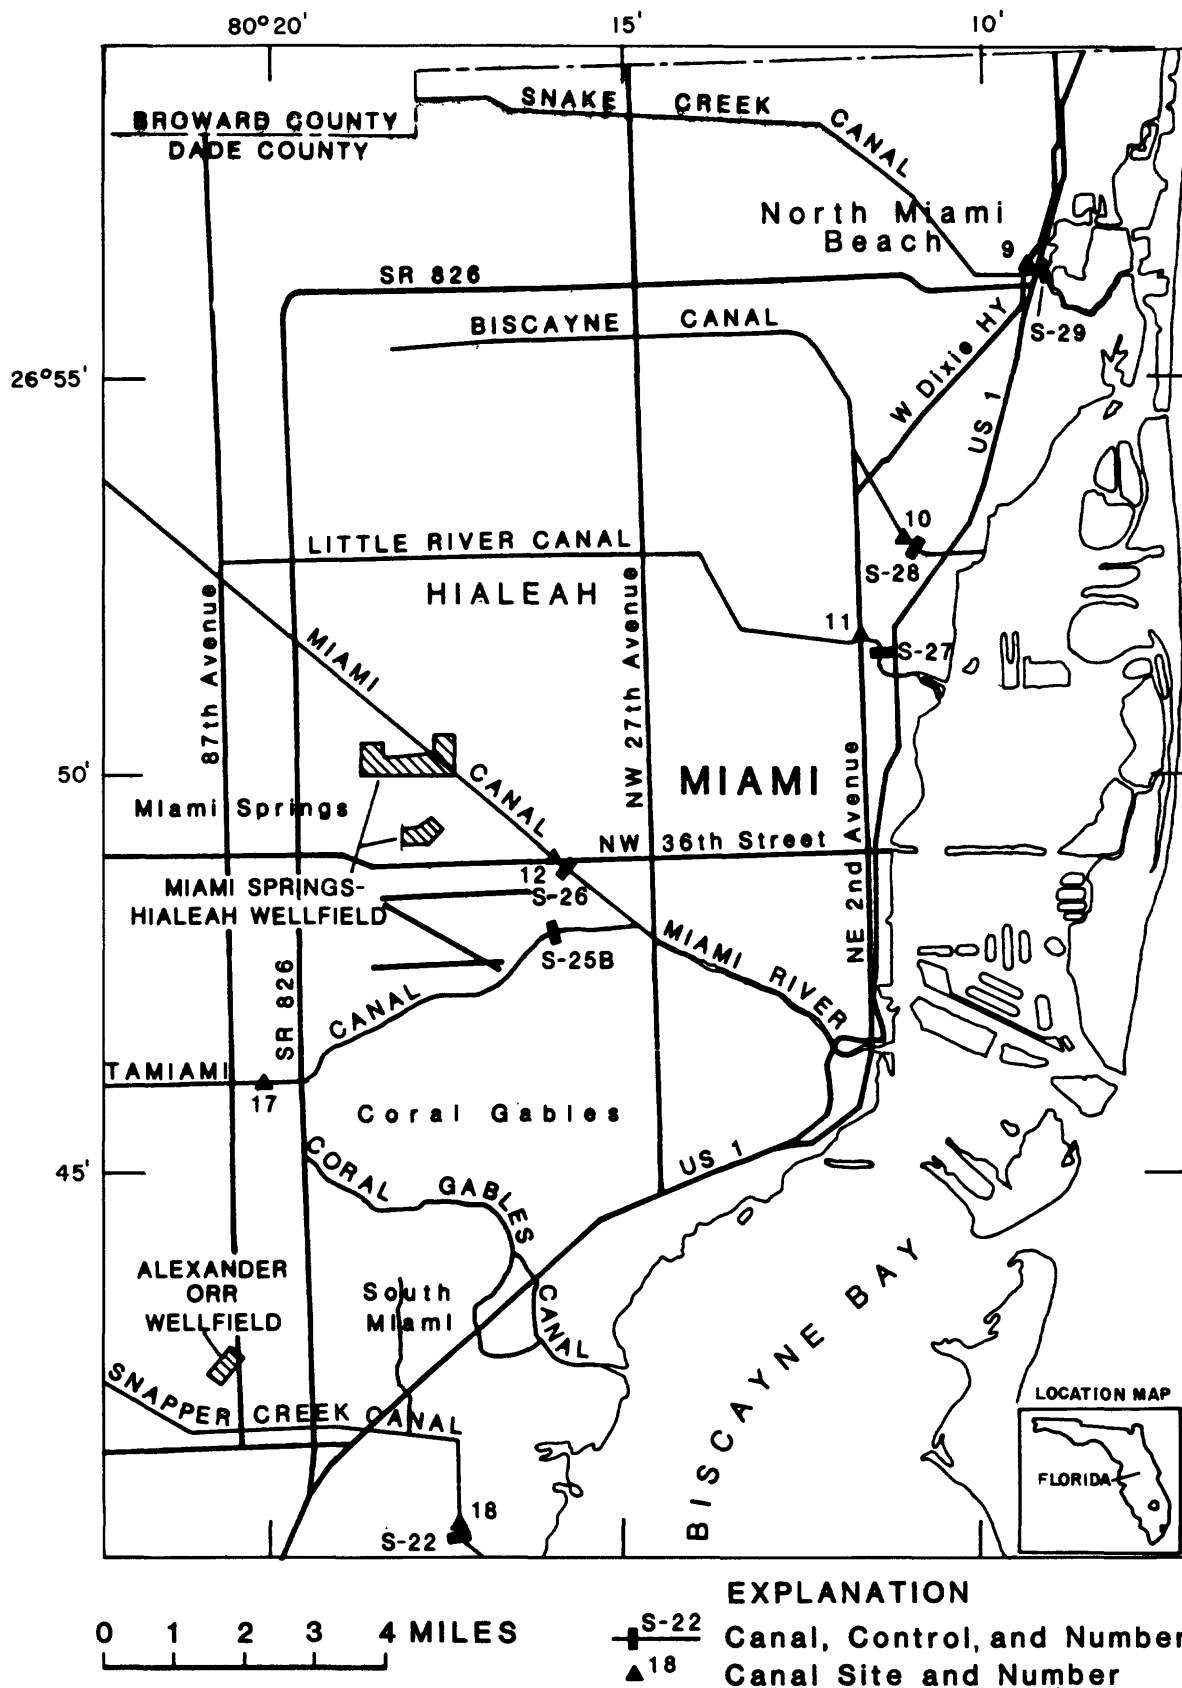 80°20' 15' 10'
SNAKE CREEK CANAL
BROWARD COUNTY
DADE COUNTY
North Miami
Beach
9
SR 826
S-29
BISCAYNE CANAL
26°55'
W Dixie HY
US 1
10
LITTLE RIVER CANAL
S-28
HIALEAH
87th Avenue
NW 27th Avenue
11
S-27
MIAMI CANAL
50'
MIAMI
MIami Springs
NE 2nd Avenue
NW 36th Street
12
S-26
MIAMI SPRINGS-
HIALEAH WELLFIELD
S-25B
MIAMI RIVER
SR 826
TAMIAMI CANAL
17
Coral Gables
45'
US 1
CORAL GABLES CANAL
ALEXANDER
ORR
WELLFIELD
South
Miami
BISCAYNE BAY
SNAPPER CREEK CANAL
LOCATION MAP
FLORIDA
18
S-22
EXPLANATION
0 1 2 3 4 MILES
S-22
Canal, Control, and Number
18
Canal Site and Number